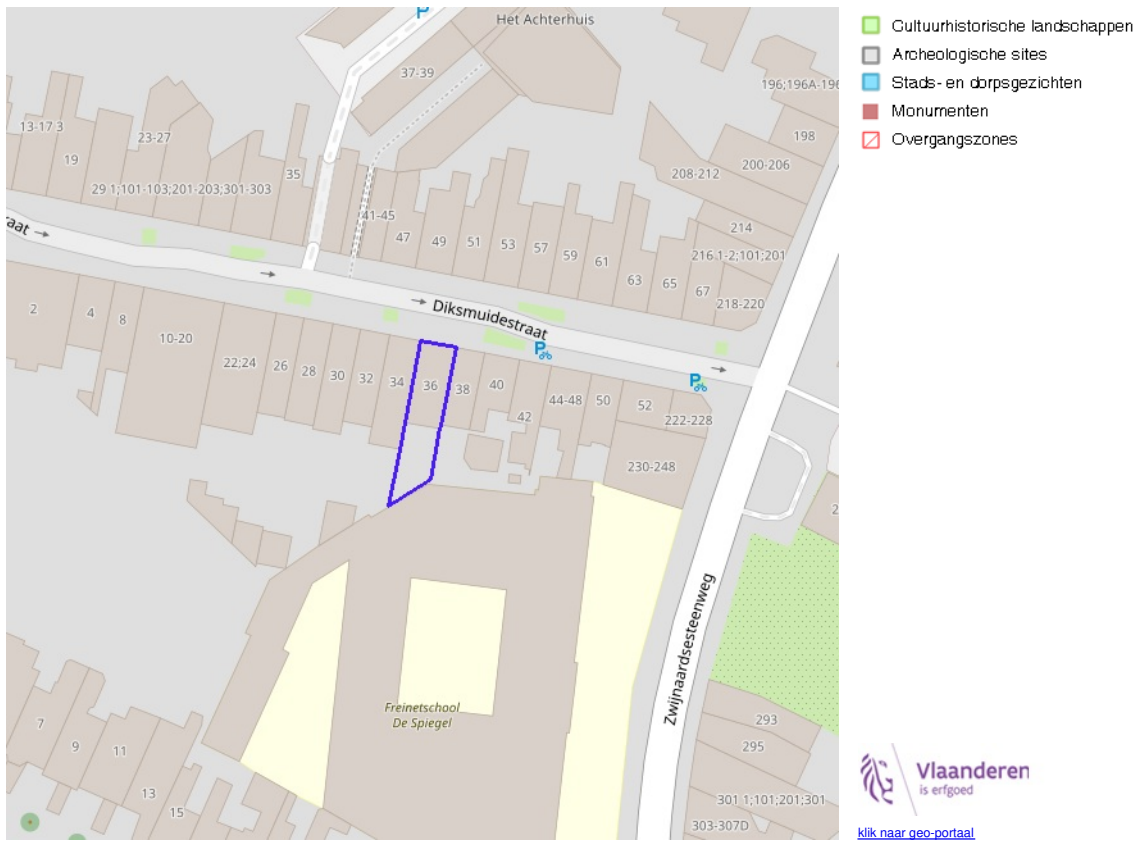 P
Het Achterhuis
37-39
196;196A-196
13-17 3
23-27
198
19
200-206
35
208-212
29 1;101-103;201-203;301-303
41-45
214
47
49
51
53
57
59
61
216 1-2;101;201
63
65
67
218-220
raat
Diksmuidestraat
2
4
8
10-20
22;24
26
28
30
32
34
36
38
40
42
44-48
50
52
222-228
P
P
230-248
2
Zwijnaardsesteenweg
Freinetschool
De Spiegel
7
9
11
13
15
293
295
301 1;101;201;301
303-307D
Cultuurhistorische landschappen
Archeologische sites
Stads- en dorpsgezichten
Monumenten
Overgangszones
Vlaanderen
is erfgoed
klik naar geo-portaal